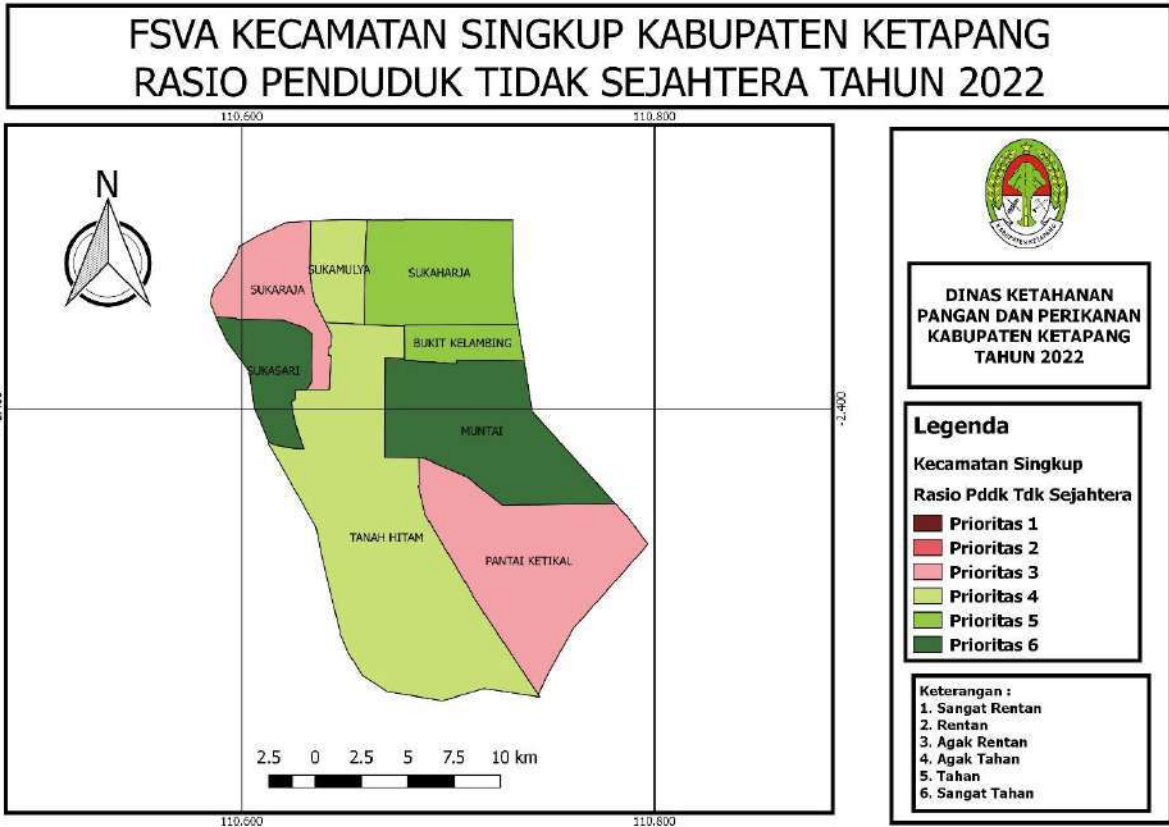 FSVA KECAMATAN SINGKUP KABUPATEN KETAPANG
RASIO PENDUDUK TIDAK SEJAHTERA TAHUN 2022
110.600
110.800
N
SUKARAJA
SUKAMULYA
SUKAHARJA
BUKIT KELAMBING
SUKASARI
MUNTAI
TANAH HITAM
PANTAI KETIKAL
-2.400
2.5 0 2.5 5 7.5 10 km
110.600
110.800
KABUPATEN KETAPANG
DINAS KETAHANAN
PANGAN DAN PERIKANAN
KABUPATEN KETAPANG
TAHUN 2022
Legenda
Kecamatan Singkup
Rasio Pddk Tdk Sejahtera
Prioritas 1
Prioritas 2
Prioritas 3
Prioritas 4
Prioritas 5
Prioritas 6
Keterangan :
1. Sangat Rentan
2. Rentan
3. Agak Rentan
4. Agak Tahan
5. Tahan
6. Sangat Tahan